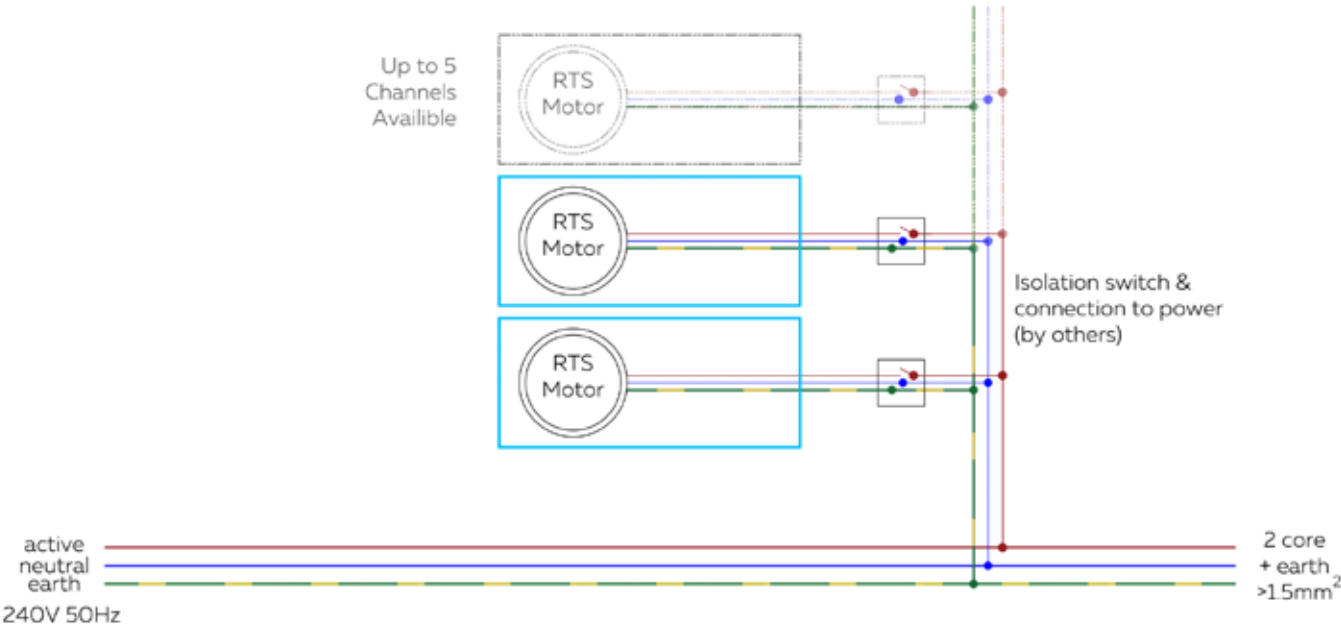 Up to 5
Channels
Availible
RTS
Motor
RTS
Motor
Isolation switch &
connection to power
(by others)
RTS
Motor
active
neutral
earth
240V 50Hz
2 core
+ earth
>1.5mm²